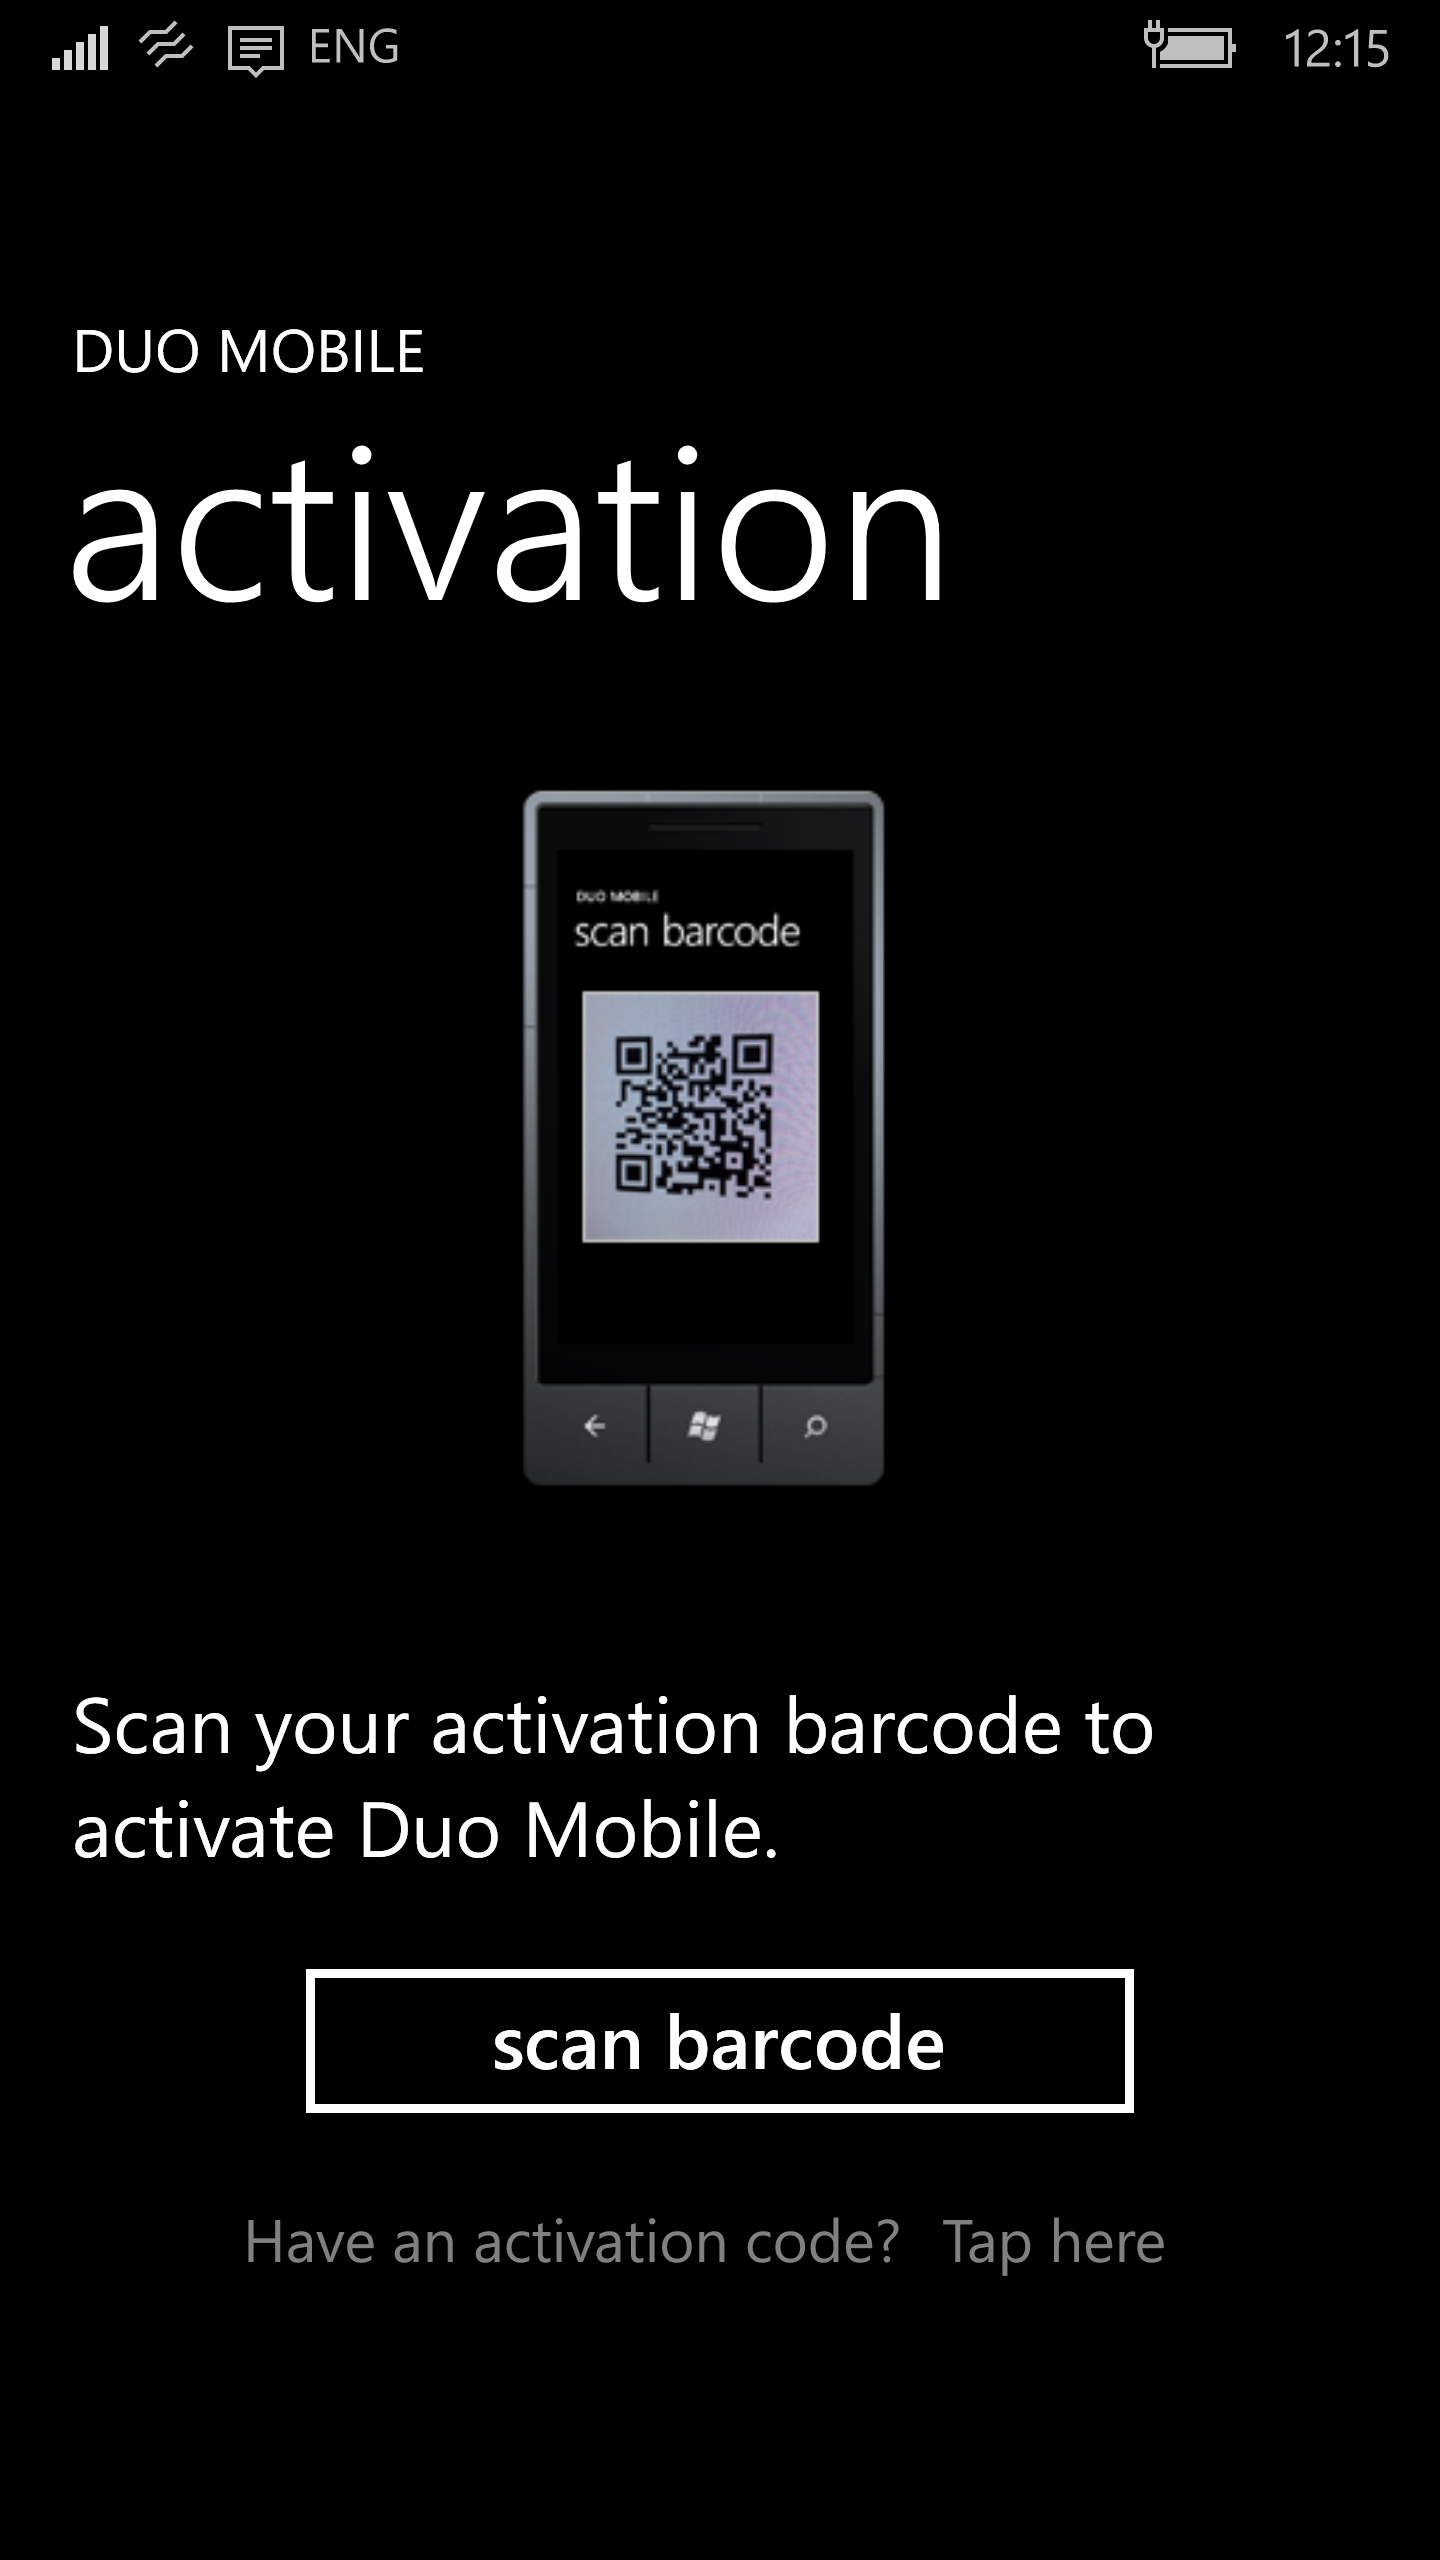 ENG
12:15
DUO MOBILE
activation
DUO MOBILE
scan barcode
Scan your activation barcode to
activate Duo Mobile.
scan barcode
Have an activation code? Tap here